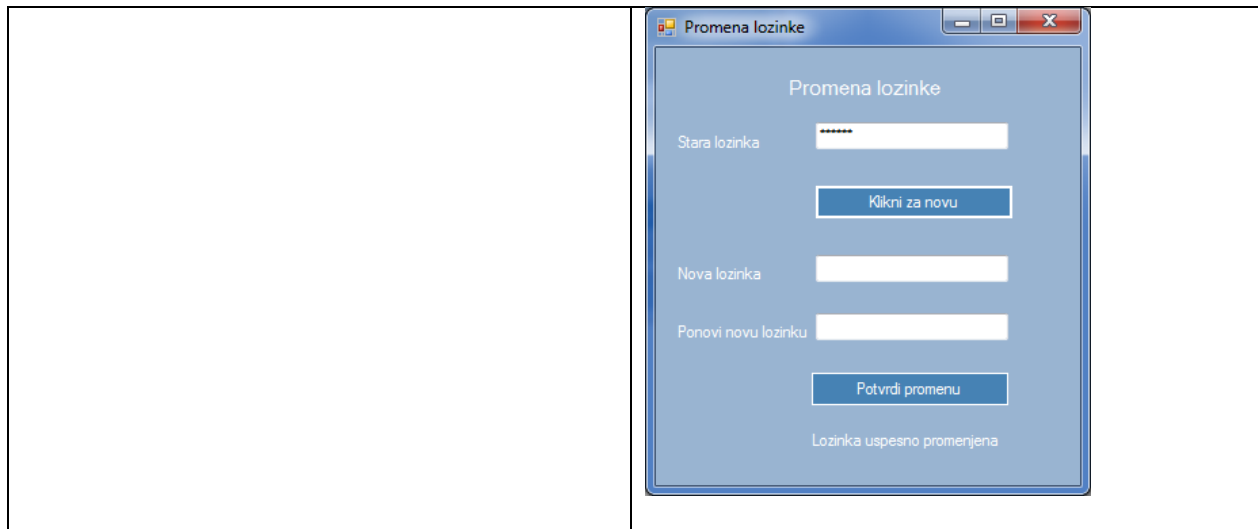 Promena lozinke
Promena lozinke
Stara lozinka ******
Klikni za novu
Nova lozinka
Ponovi novu lozinku
Potvrdi promenu
Lozinka uspesno promenjena